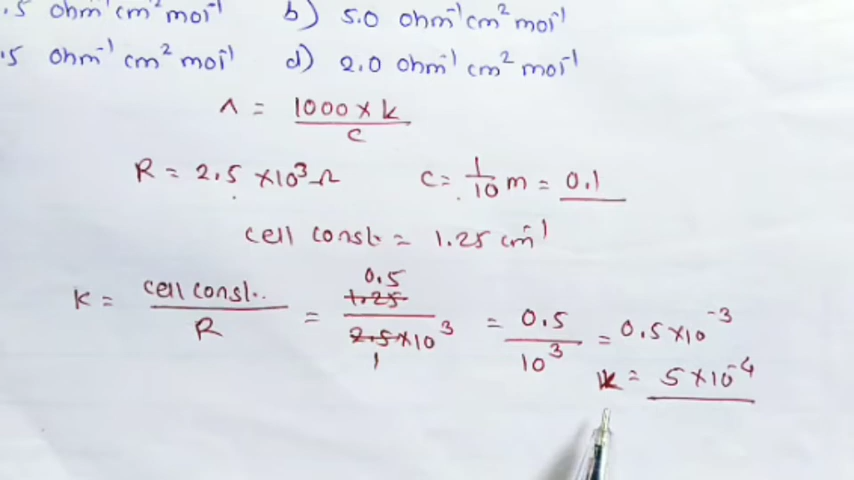 .5 ohm⁻¹ cm² mol⁻¹ b) 5.0 ohm⁻¹ cm² mol⁻¹
.5 ohm⁻¹ cm² mol⁻¹ d) 2.0 ohm⁻¹ cm² mol⁻¹
Λ = 1000 × k / c
R = 2.5 × 10³ Ω c = 1/10 m = 0.1
cell const. = 1.25 cm⁻¹
K = cell const.. / R = 0.5 1.25 / 2.5 × 10³ 1 = 0.5 / 10³ = 0.5 × 10⁻³
k = 5 × 10⁻⁴